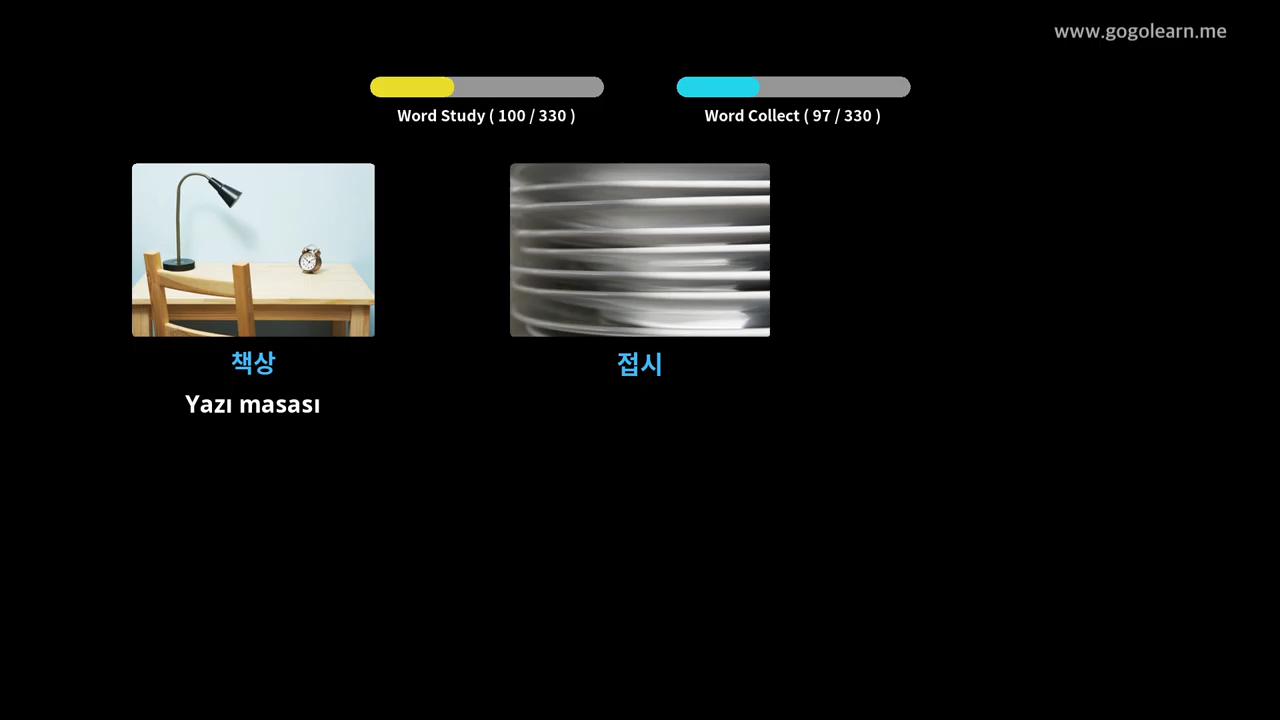 www.gogolearn.me
Word Study ( 100 / 330 )
Word Collect ( 97 / 330 )
책상
접시
Yazı masası